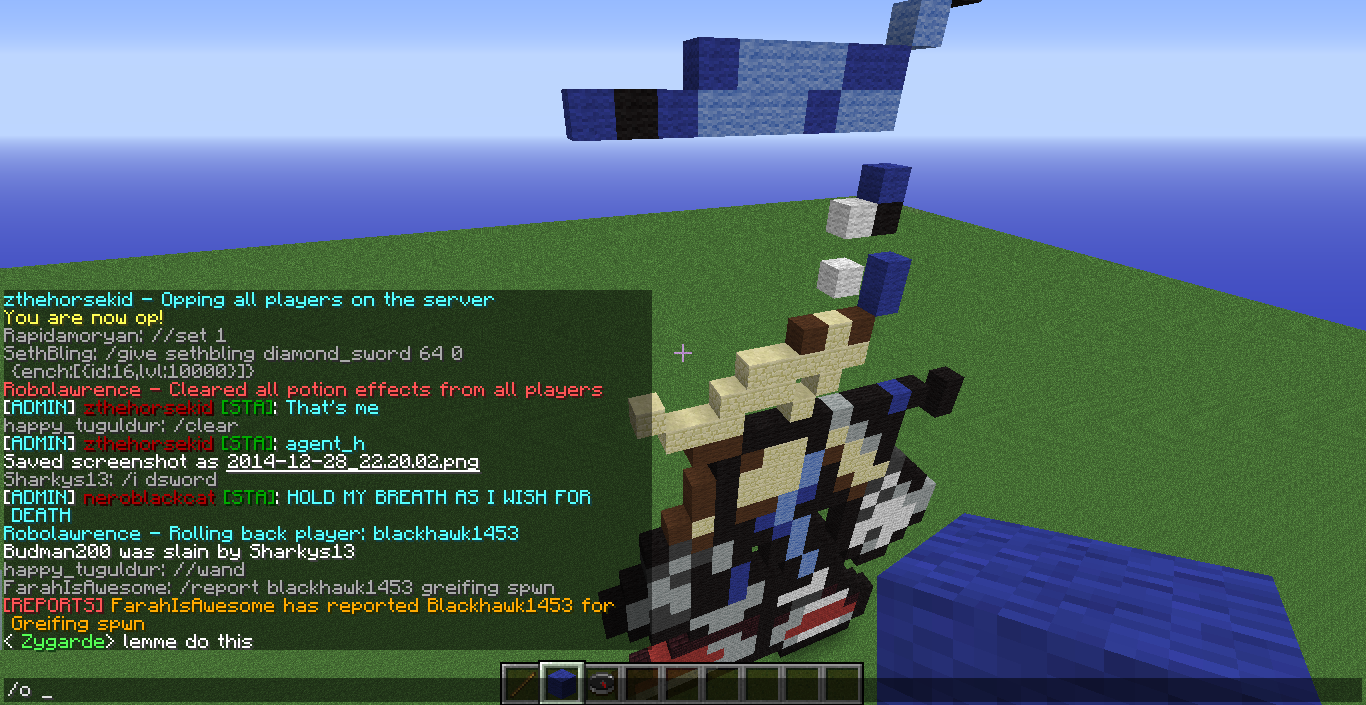 zthehorsekid - Opping all players on the server
You are now op!
Rapidamoryan: //set 1
SethBling: /give sethbling diamond_sword 64 0
{ench:[{id:16,lvl:10000}]}
Robolawrence - Cleared all potion effects from all players
[ADMIN] zthehorsekid [STA]: That's me
happy_tuguldur: /clear
[ADMIN] zthehorsekid [STA]: agent_h
Saved screenshot as 2014-12-28_22.20.02.png
Sharkys13: /i dsword
[ADMIN] neroblackcat [STA]: HOLD MY BREATH AS I WISH FOR
DEATH
Robolawrence - Rolling back player: blackhawk1453
Budman200 was slain by Sharkys13
happy_tuguldur: //wand
FarahIsAwesome: /report blackhawk1453 greifing spwn
[REPORTS] FarahIsAwesome has reported Blackhawk1453 for
Greifing spwn
< Zygarde> lemme do this
/o _